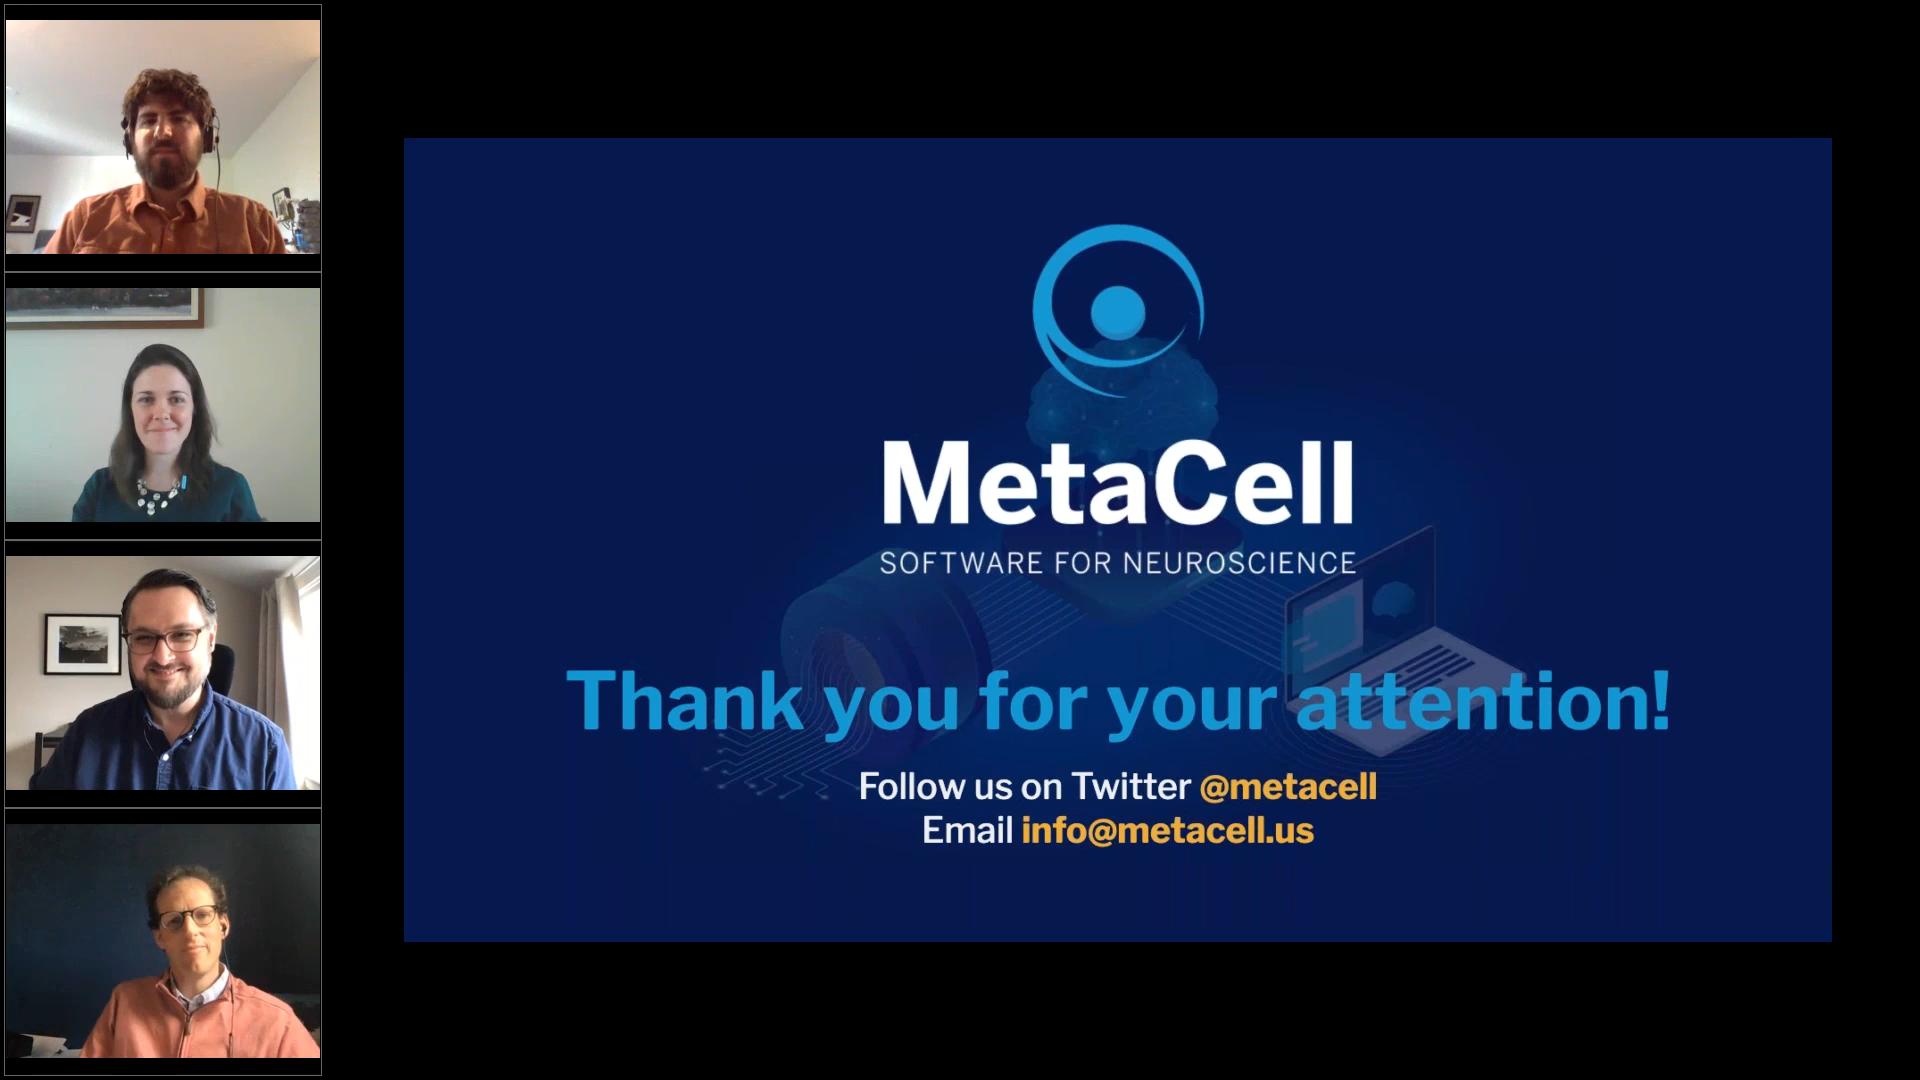 MetaCell
SOFTWARE FOR NEUROSCIENCE
Thank you for your attention!
Follow us on Twitter @metacell
Email info@metacell.us